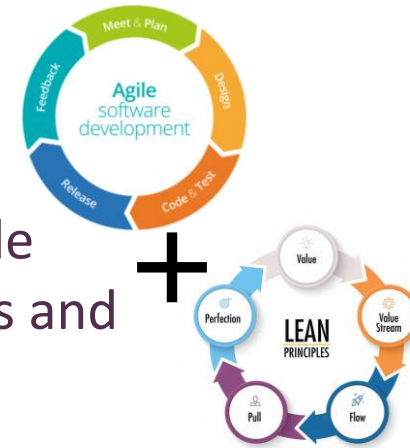 Meet & Plan
Design
Code & Test
Release
Feedback
Agile
software
development
le
s and
+
Value
Value
Stream
Flow
Pull
Perfection
LEAN
PRINCIPLES